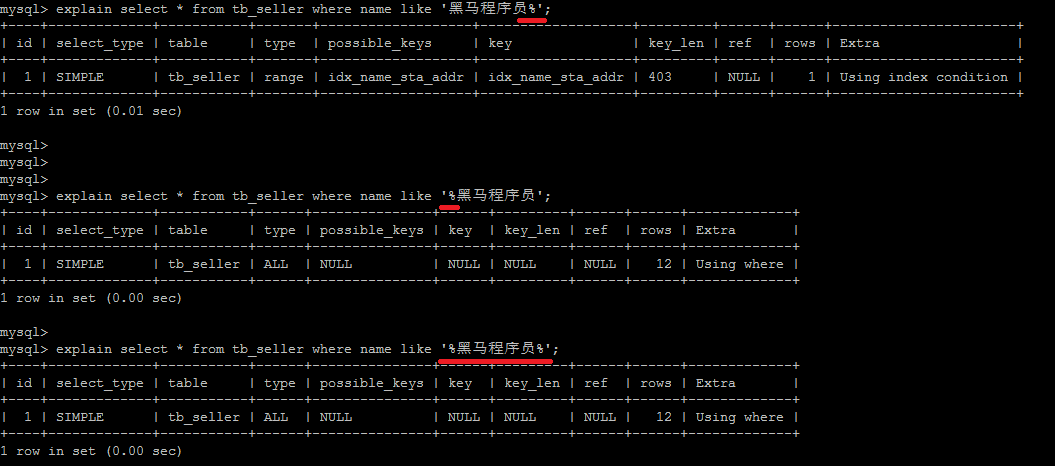 mysql> explain select * from tb_seller where name like '黑马程序员%';
+----+-------------+-----------+-------+-------------------+-------------------+---------+------+------+-----------------------+
| id | select_type | table     | type  | possible_keys     | key               | key_len | ref  | rows | Extra                 |
+----+-------------+-----------+-------+-------------------+-------------------+---------+------+------+-----------------------+
|  1 | SIMPLE      | tb_seller | range | idx_name_sta_addr | idx_name_sta_addr | 403     | NULL |    1 | Using index condition |
+----+-------------+-----------+-------+-------------------+-------------------+---------+------+------+-----------------------+
1 row in set (0.01 sec)
mysql>
mysql>
mysql>
mysql> explain select * from tb_seller where name like '%黑马程序员';
+----+-------------+-----------+------+---------------+------+---------+------+------+-------------+
| id | select_type | table     | type | possible_keys | key  | key_len | ref  | rows | Extra       |
+----+-------------+-----------+------+---------------+------+---------+------+------+-------------+
|  1 | SIMPLE      | tb_seller | ALL  | NULL          | NULL | NULL    | NULL |   12 | Using where |
+----+-------------+-----------+------+---------------+------+---------+------+------+-------------+
1 row in set (0.00 sec)
mysql>
mysql> explain select * from tb_seller where name like '%黑马程序员%';
+----+-------------+-----------+------+---------------+------+---------+------+------+-------------+
| id | select_type | table     | type | possible_keys | key  | key_len | ref  | rows | Extra       |
+----+-------------+-----------+------+---------------+------+---------+------+------+-------------+
|  1 | SIMPLE      | tb_seller | ALL  | NULL          | NULL | NULL    | NULL |   12 | Using where |
+----+-------------+-----------+------+---------------+------+---------+------+------+-------------+
1 row in set (0.00 sec)